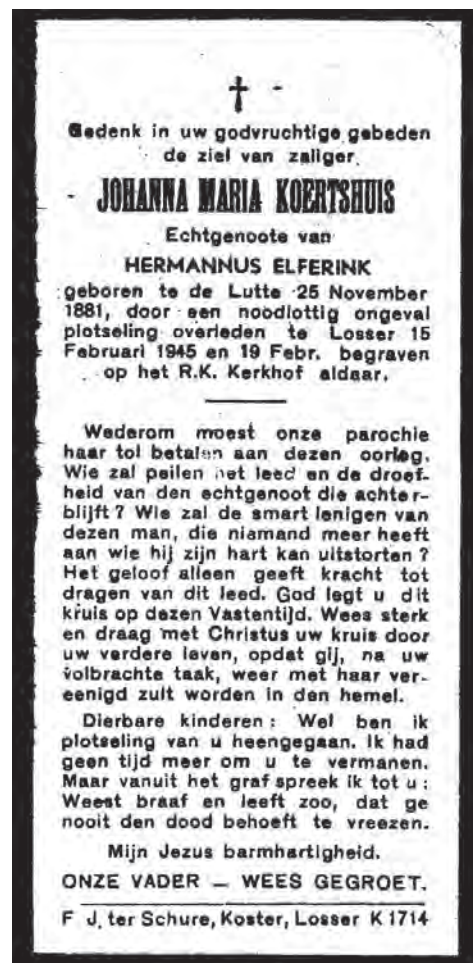 Gedenk in uw godvruchtige gebeden
de ziel van zaliger
JOHANNA MARIA KOERTSHUIS
Echtgenoote van
HERMANNUS ELFERINK
geboren te de Lutte 25 November
1881, door een noodlottig ongeval
plotseling overleden te Losser 15
Februari 1945 en 19 Febr. begraven
op het R.K. Kerkhof aldaar.
Wederom moest onze parochie
haar tol betalen aan dezen oorlog.
Wie zal peilen het leed en de droef-
heid van den echtgenoot die achter-
blijft? Wie zal de smart lenigen van
dezen man, die niamand meer heeft
aan wie hij zijn hart kan uitstorten?
Het geloof alleen geeft kracht tot
dragen van dit leed. God legt u dit
kruis op dezen Vastentijd. Wees sterk
en draag met Christus uw kruis door
uw verdere leven, opdat gij, na uw
volbrachte taak, weer met haar ver-
eenigd zult worden in den hemel.
Dierbare kinderen: Wel ben ik
plotseling van u heengegaan. Ik had
geen tijd meer om u te vermanen.
Maar vanuit het graf spreek ik tot u:
Weest braaf en leeft zoo, dat ge
nooit den dood behoeft te vreezen.
Mijn Jezus barmhartigheid.
ONZE VADER — WEES GEGROET.
F. J. ter Schure, Koster, Losser K 1714